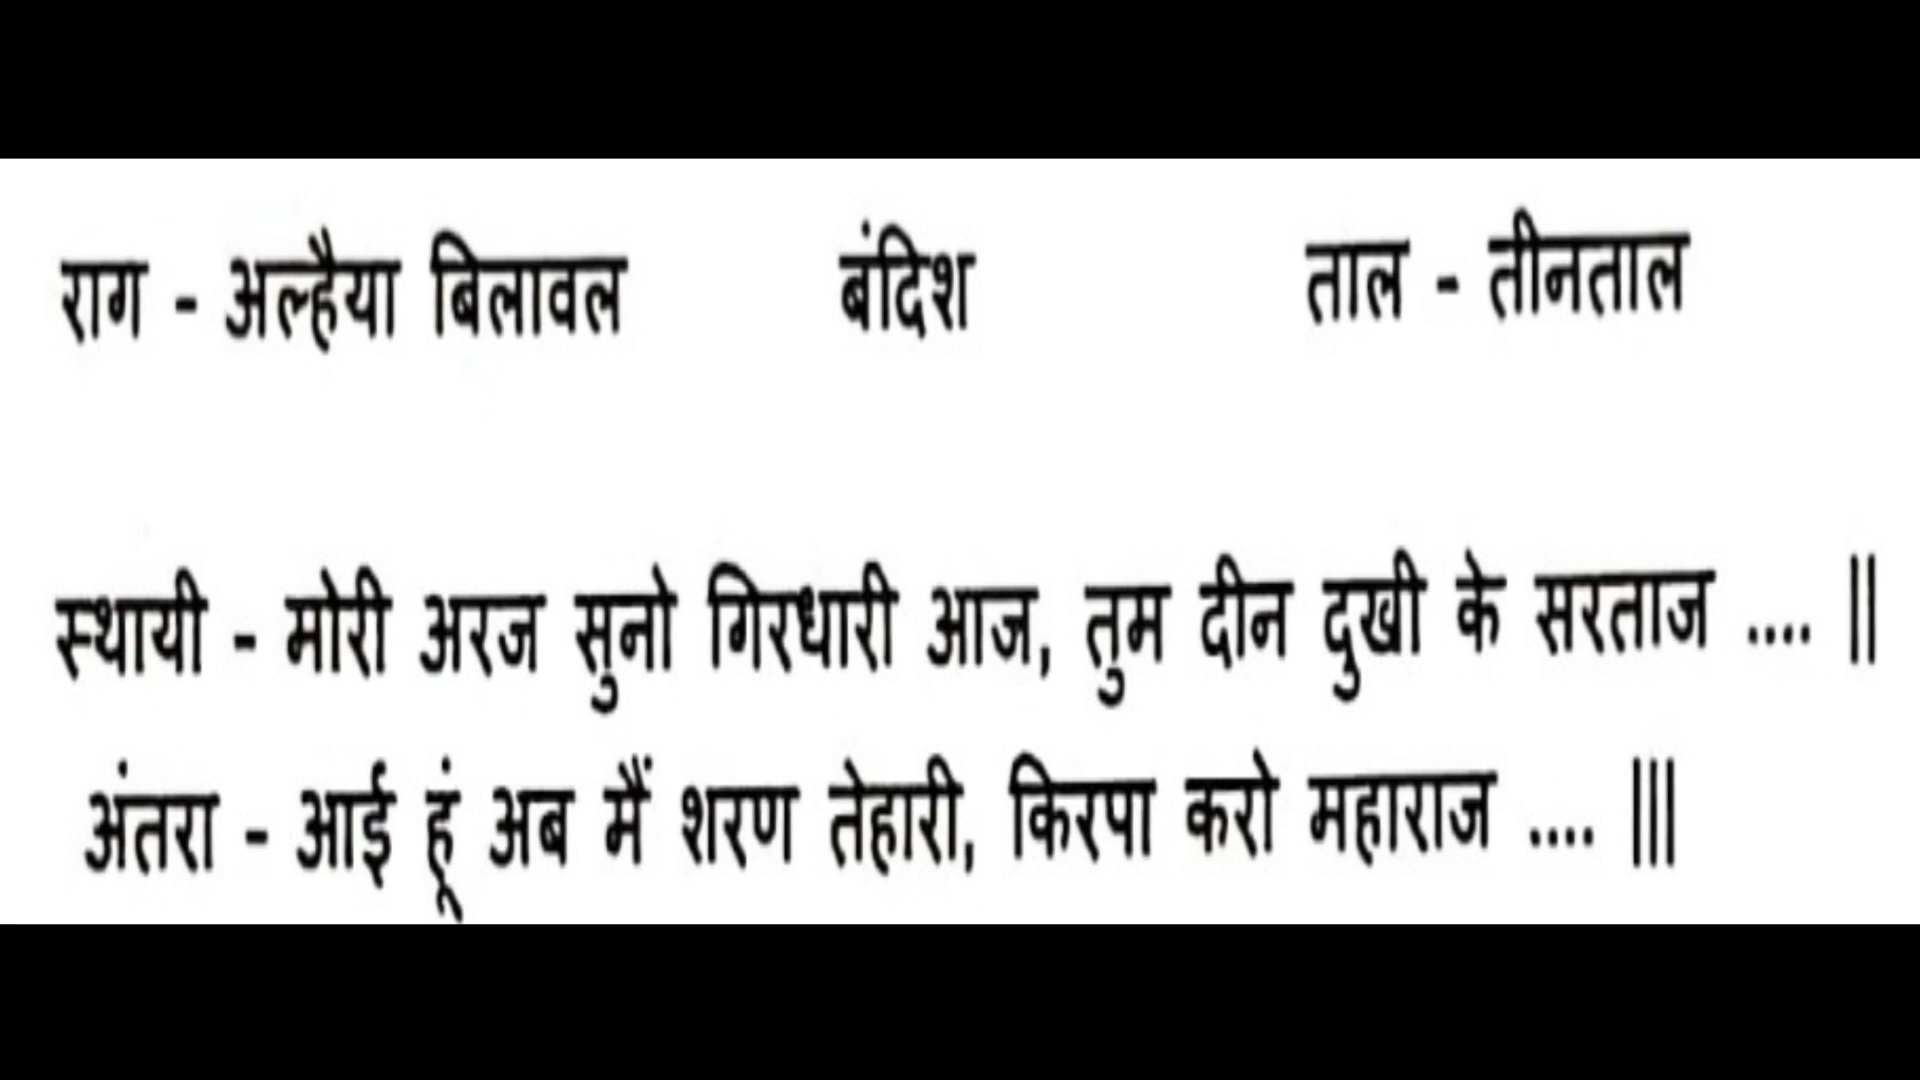 राग - अल्हैया बिलावल बंदिश ताल - तीनताल
स्थायी - मोरी अरज सुनो गिरधारी आज, तुम दीन दुखी के सरताज .... ||
अंतरा - आई हूं अब मैं शरण तेहारी, किरपा करो महाराज .... |||